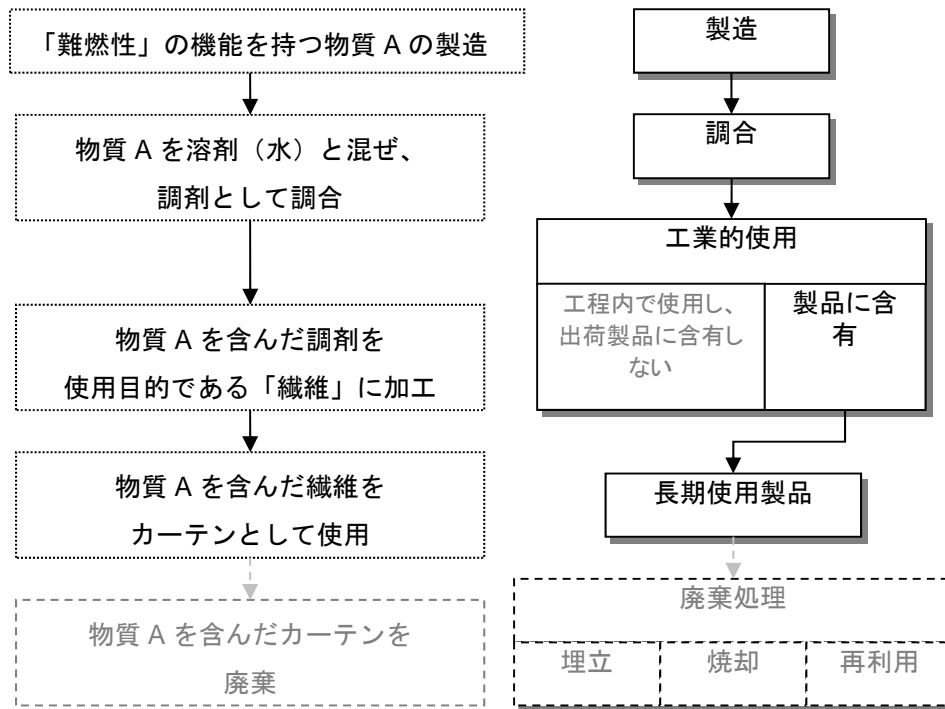 「難燃性」の機能を持つ物質 A の製造
物質 A を溶剤（水）と混ぜ、
調剤として調合
物質 A を含んだ調剤を
使用目的である「繊維」に加工
物質 A を含んだ繊維を
カーテンとして使用
物質 A を含んだカーテンを
廃棄
製造
調合
工業的使用
工程内で使用し、
出荷製品に含有し
ない
製品に含
有
長期使用製品
廃棄処理
埋立
焼却
再利用